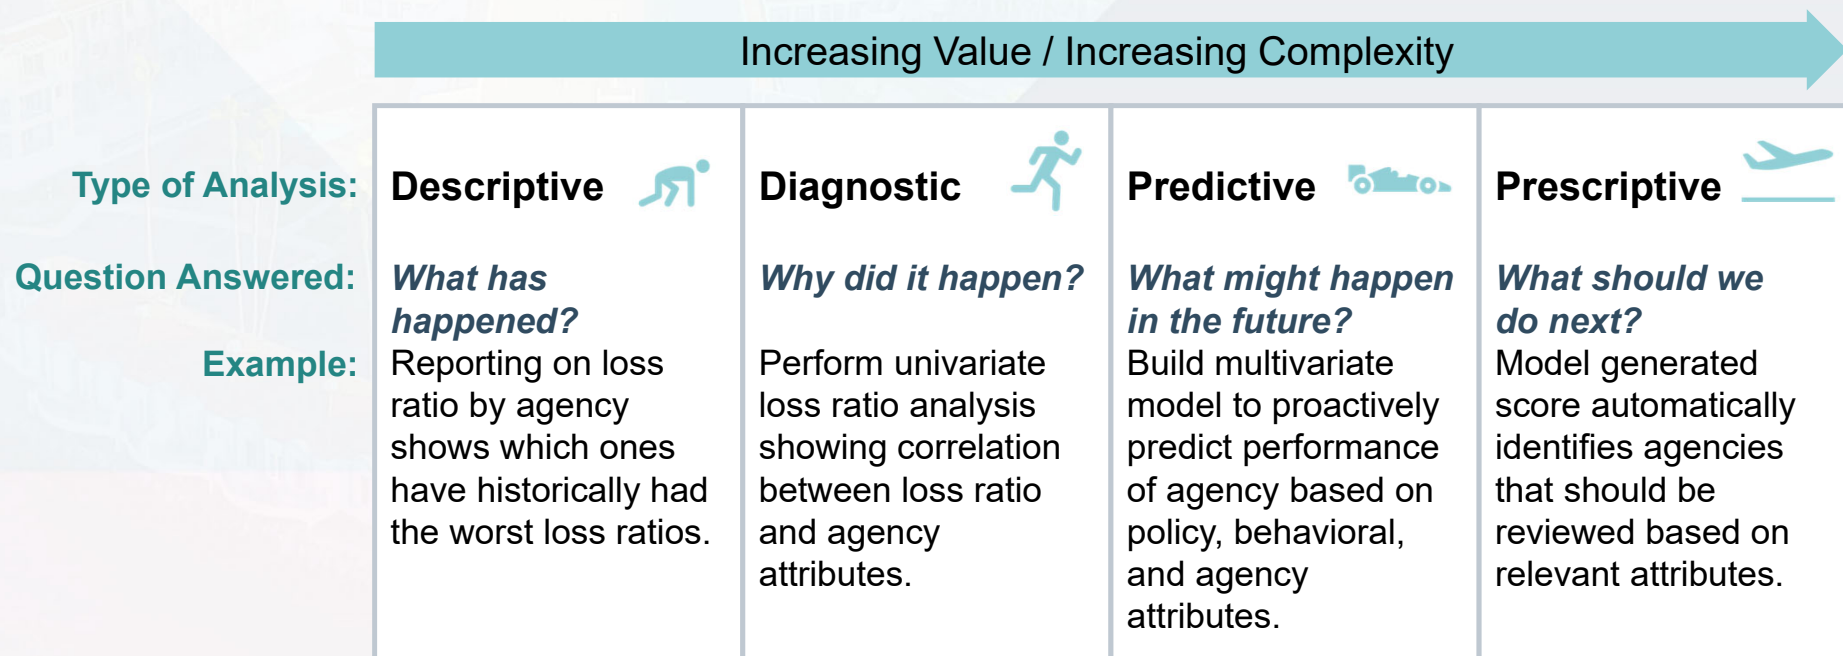 Increasing Value / Increasing Complexity
Type of Analysis:
Descriptive
Diagnostic
Predictive
Prescriptive
Question Answered:
What has
happened?
Why did it happen?
What might happen
in the future?
What should we
do next?
Example:
Reporting on loss
ratio by agency
shows which ones
have historically had
the worst loss ratios.
Perform univariate
loss ratio analysis
showing correlation
between loss ratio
and agency
attributes.
Build multivariate
model to proactively
predict performance
of agency based on
policy, behavioral,
and agency
attributes.
Model generated
score automatically
identifies agencies
that should be
reviewed based on
relevant attributes.